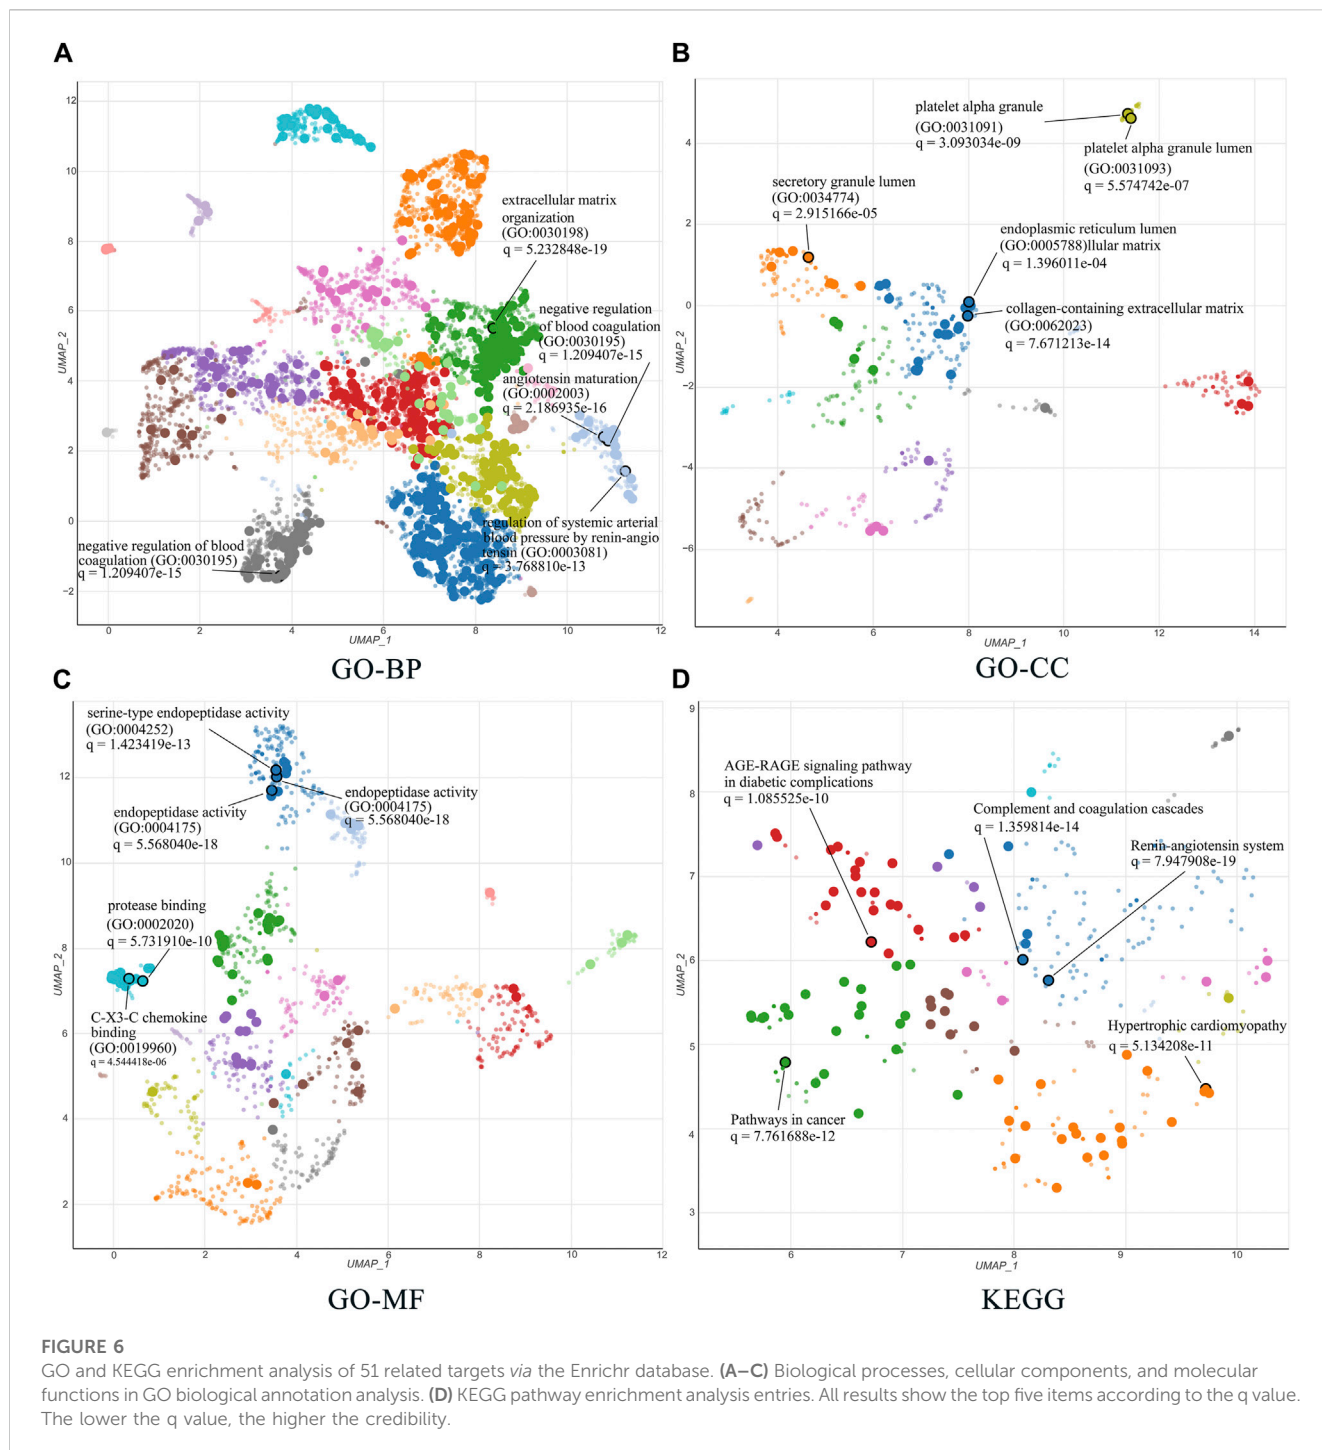 A
12
10
8
6
4
2
0
−2
UMAP_2
extracellular matrix
organization
(GO:0030198)
q = 5.232848e-19
negative regulation
of blood coagulation
(GO:0030195)
q = 1.209407e-15
angiotensin maturation
(GO:0002003)
q = 2.186935e-16
regulation of systemic arterial
blood pressure by renin-angio
tensin (GO:0003081)
q = 3.768810e-13
negative regulation of blood
coagulation (GO:0030195)
q = 1.209407e-15
0 2 4 6 8 10 12
UMAP_1
GO-BP
B
4
2
0
−2
−4
−6
UMAP_2
platelet alpha granule
(GO:0031091)
q = 3.093034e-09
platelet alpha granule lumen
(GO:0031093)
q = 5.574742e-07
secretory granule lumen
(GO:0034774)
q = 2.915166e-05
endoplasmic reticulum lumen
(GO:0005788)llular matrix
q = 1.396011e-04
collagen-containing extracellular matrix
(GO:0062023)
q = 7.671213e-14
4 6 8 10 12 14
UMAP_1
GO-CC
C
12
10
8
6
4
2
UMAP_2
serine-type endopeptidase activity
(GO:0004252)
q = 1.423419e-13
endopeptidase activity
(GO:0004175)
q = 5.568040e-18
endopeptidase activity
(GO:0004175)
q = 5.568040e-18
protease binding
(GO:0002020)
q = 5.731910e-10
C-X3-C chemokine
binding
(GO:0019960)
q = 4.544418e-06
0 2 4 6 8 10 12
UMAP_1
GO-MF
D
9
8
7
6
5
4
3
UMAP_2
AGE-RAGE signaling pathway
in diabetic complications
q = 1.085525e-10
Complement and coagulation cascades
q = 1.359814e-14
Renin-angiotensin system
q = 7.947908e-19
Hypertrophic cardiomyopathy
q = 5.134208e-11
Pathways in cancer
q = 7.761688e-12
6 7 8 9 10
UMAP_1
KEGG
FIGURE 6
GO and KEGG enrichment analysis of 51 related targets via the Enrichr database. (A–C) Biological processes, cellular components, and molecular
functions in GO biological annotation analysis. (D) KEGG pathway enrichment analysis entries. All results show the top five items according to the q value.
The lower the q value, the higher the credibility.